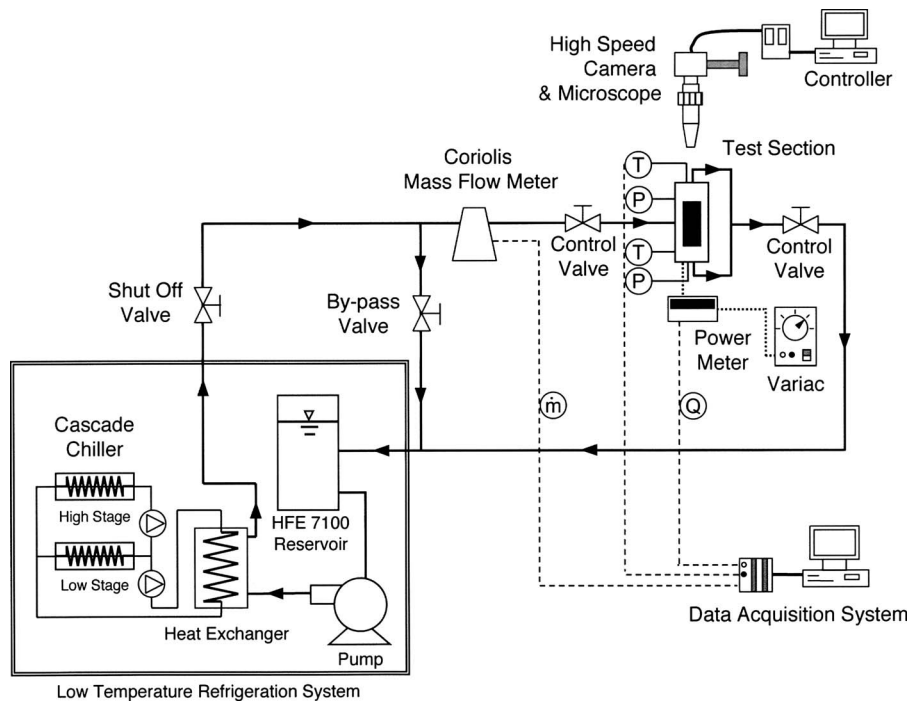 High Speed
Camera
& Microscope
Controller
Test Section
Coriolis
Mass Flow Meter
T
P
T
P
Control
Valve
Control
Valve
Shut Off
Valve
By-pass
Valve
Power
Meter
Variac
ṁ
Q
Cascade
Chiller
High Stage
Low Stage
HFE 7100
Reservoir
Heat Exchanger
Pump
Data Acquisition System
Low Temperature Refrigeration System